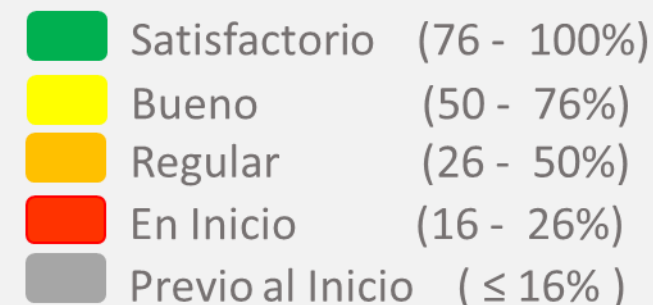 Satisfactorio (76 - 100%)
Bueno (50 - 76%)
Regular (26 - 50%)
En Inicio (16 - 26%)
Previo al Inicio ( ≤ 16% )